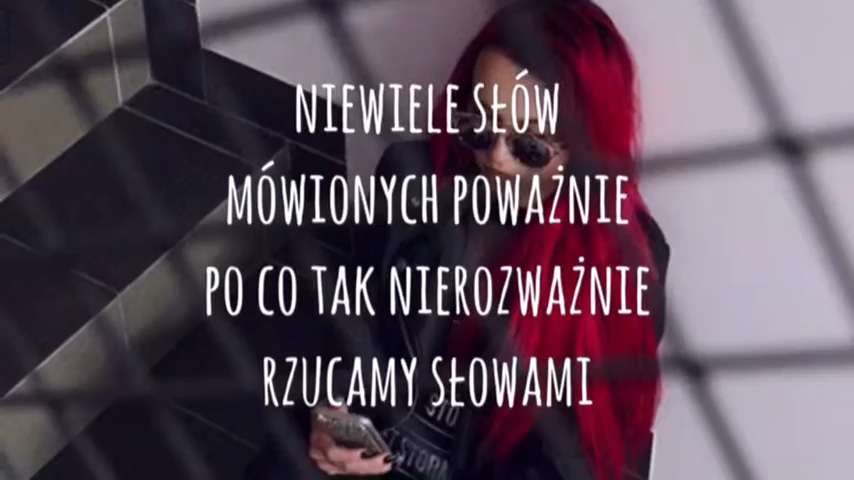 NIEWIELE SŁÓW
MÓWIONYCH POWAŻNIE
PO CO TAK NIEROZWAŻNIE
RZUCAMY SŁOWAMI